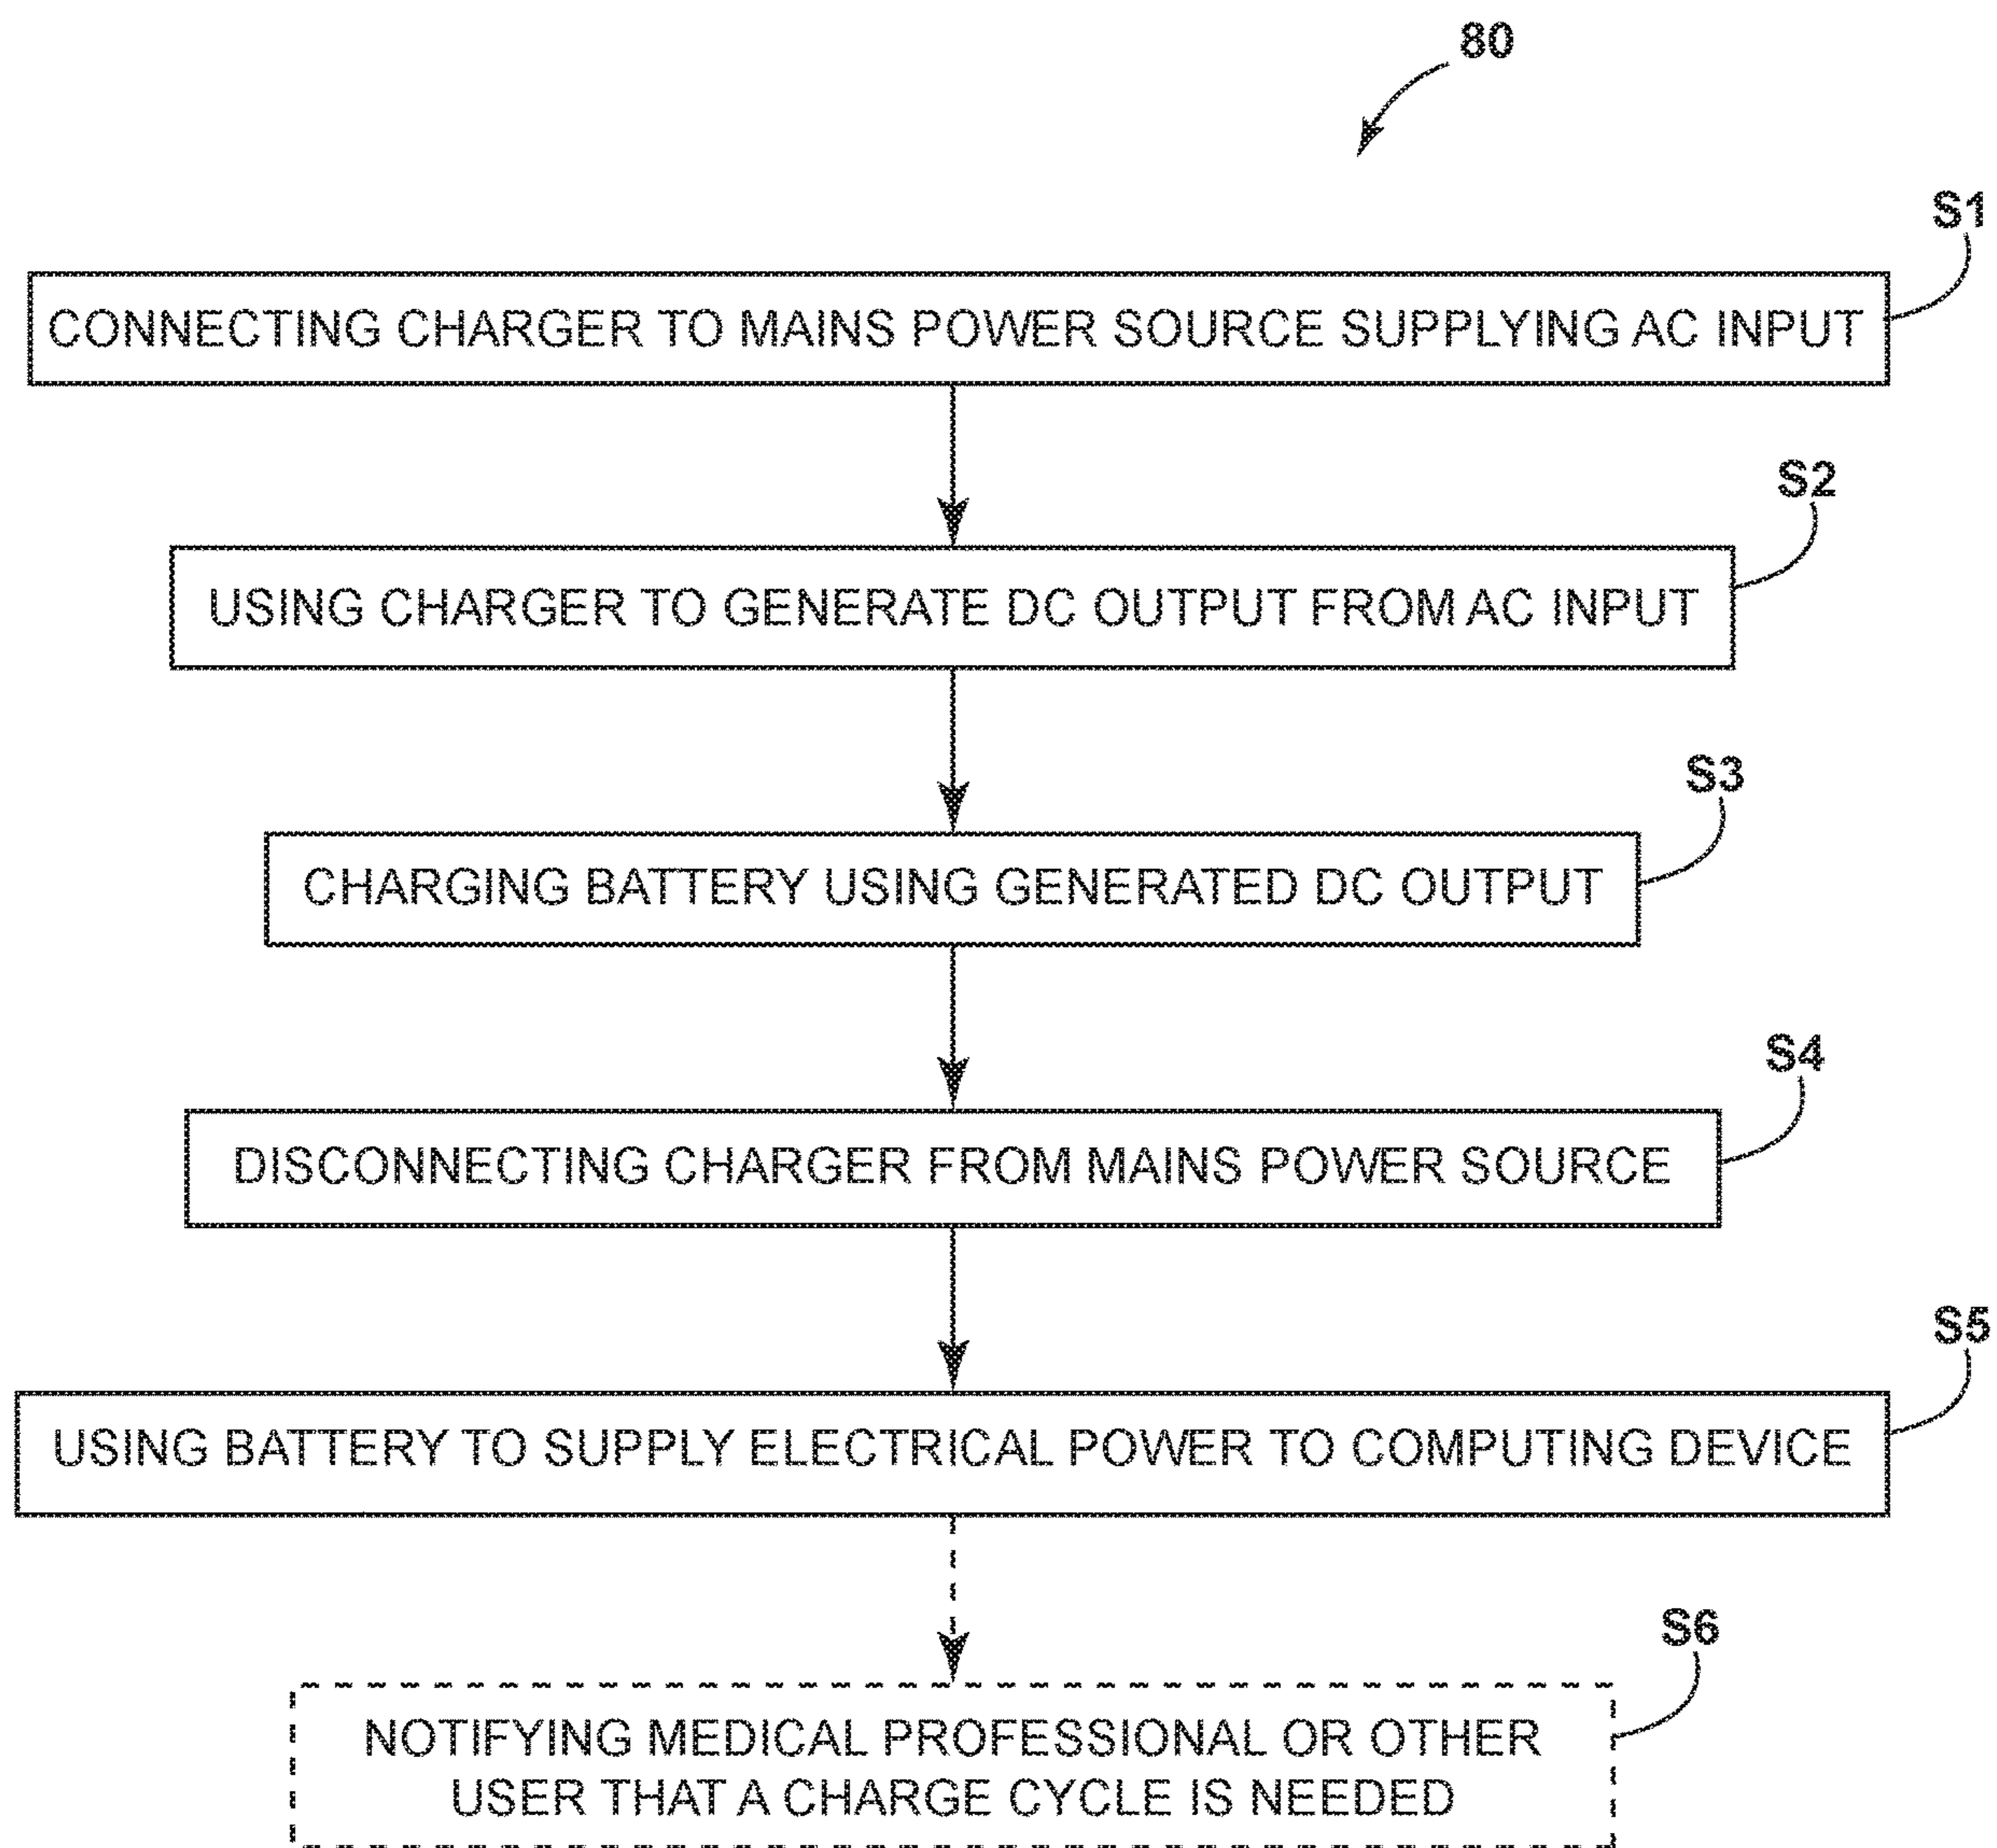 80
S1
CONNECTING CHARGER TO MAINS POWER SOURCE SUPPLYING AC INPUT
S2
USING CHARGER TO GENERATE DC OUTPUT FROM AC INPUT
S3
CHARGING BATTERY USING GENERATED DC OUTPUT
S4
DISCONNECTING CHARGER FROM MAINS POWER SOURCE
S5
USING BATTERY TO SUPPLY ELECTRICAL POWER TO COMPUTING DEVICE
S6
NOTIFYING MEDICAL PROFESSIONAL OR OTHER
USER THAT A CHARGE CYCLE IS NEEDED